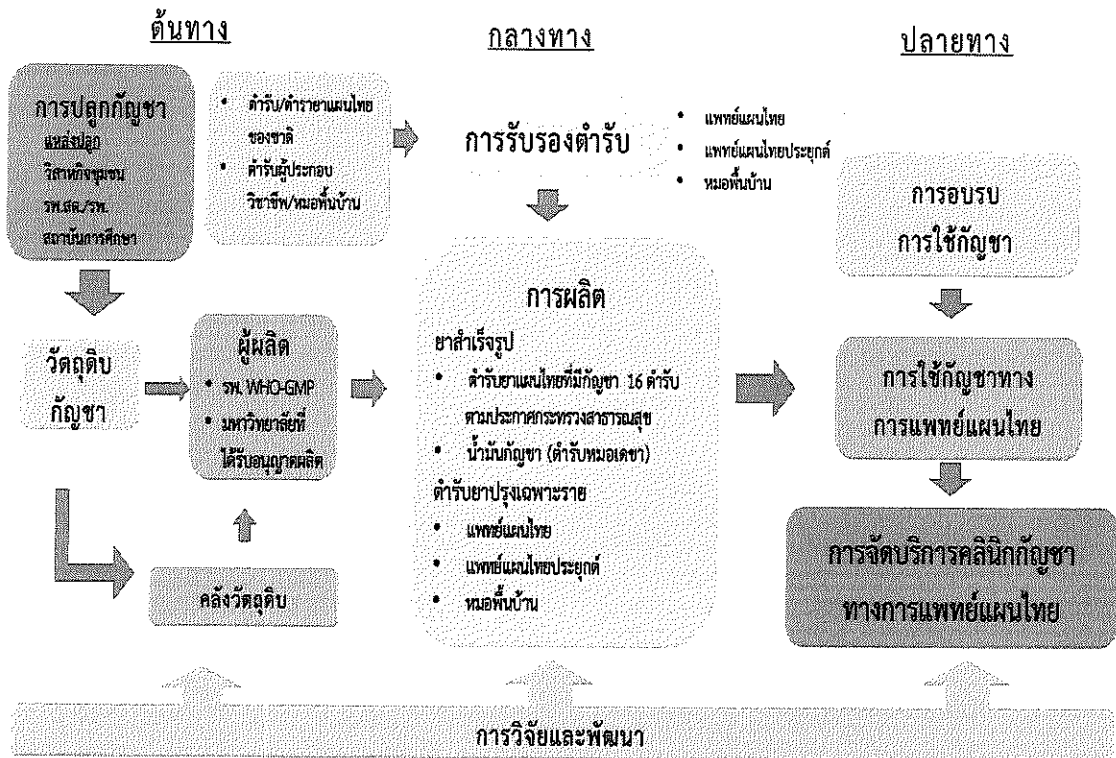 ต้นทาง
กลางทาง
ปลายทาง
การปลูกกัญชา
แหล่งปลูก
วิสาหกิจชุมชน
รพ.สต./รพ.
สถาบันการศึกษา
• ตำรับ/ตำรายาแผนไทย
ของชาติ
• ตำรับผู้ประกอบ
วิชาชีพ/หมอพื้นบ้าน
การรับรองตำรับ
• แพทย์แผนไทย
• แพทย์แผนไทยประยุกต์
• หมอพื้นบ้าน
การอบรบ
การใช้กัญชา
วัตถุดิบ
กัญชา
ผู้ผลิต
• รพ. WHO-GMP
• มหาวิทยาลัยที่
ได้รับอนุญาตผลิต
คลังวัตถุดิบ
การผลิต
ยาสำเร็จรูป
• ตำรับยาแผนไทยที่มีกัญชา 16 ตำรับ
ตามประกาศกระทรวงสาธารณสุข
• น้ำมันกัญชา (ตำรับหมอเดชา)
ตำรับยาปรุงเฉพาะราย
• แพทย์แผนไทย
• แพทย์แผนไทยประยุกต์
• หมอพื้นบ้าน
การใช้กัญชาทาง
การแพทย์แผนไทย
การจัดบริการคลินิกกัญชา
ทางการแพทย์แผนไทย
การวิจัยและพัฒนา